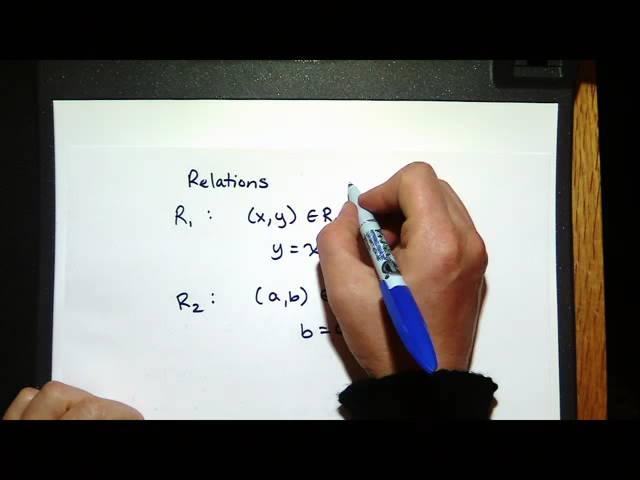 Relations
R₁ : (x,y) ∈ R
y = x
R₂ : (a,b)
b =